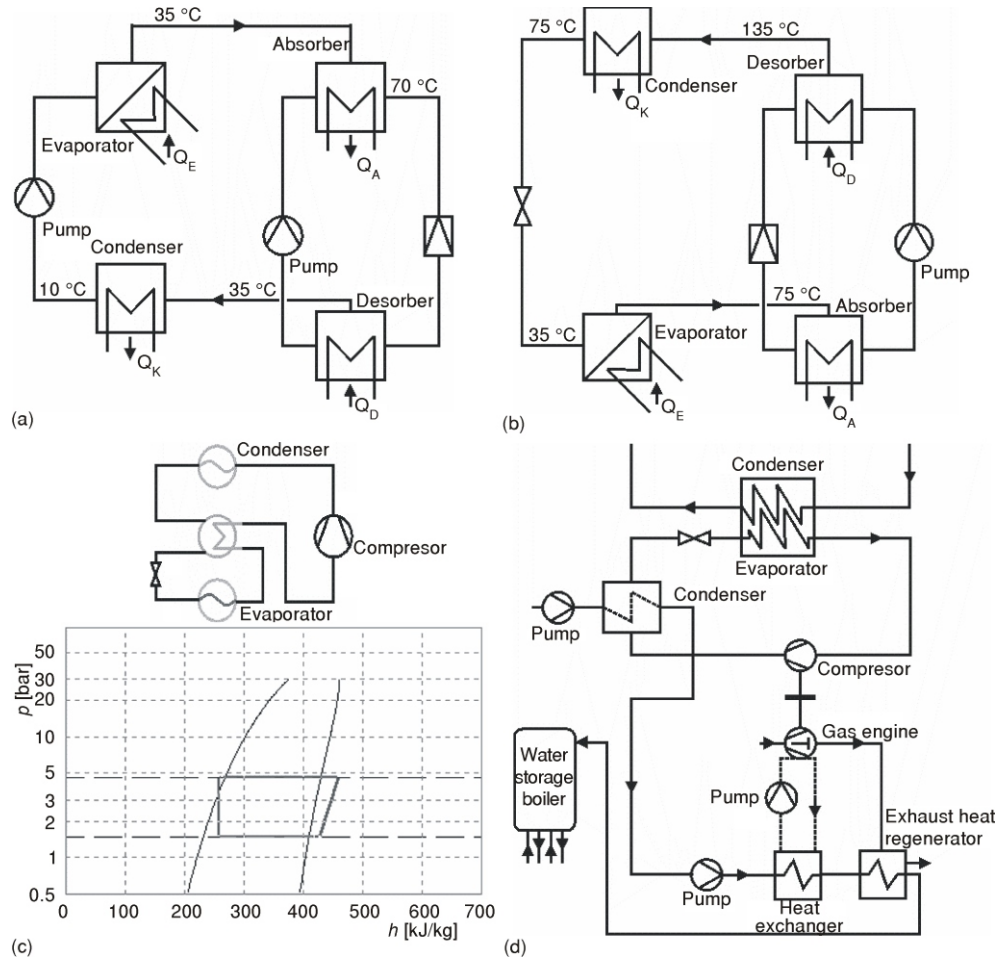 35 °C
Absorber
70 °C
Evaporator
Q_E
Q_A
Pump
Pump
Condenser
10 °C
35 °C
Desorber
Q_K
Q_D
(a)
75 °C
135 °C
Desorber
Condenser
Q_K
Q_D
Pump
75 °C
Absorber
35 °C
Evaporator
Q_E
Q_A
(b)
Condenser
Compresor
Evaporator
p [bar]
50
30
20
10
5
3
2
1
0.5
0 100 200 300 400 500 600 700
h [kJ/kg]
(c)
Condenser
Evaporator
Condenser
Pump
Compresor
Gas engine
Water
storage
boiler
Pump
Exhaust heat
regenerator
Pump
Heat
exchanger
(d)